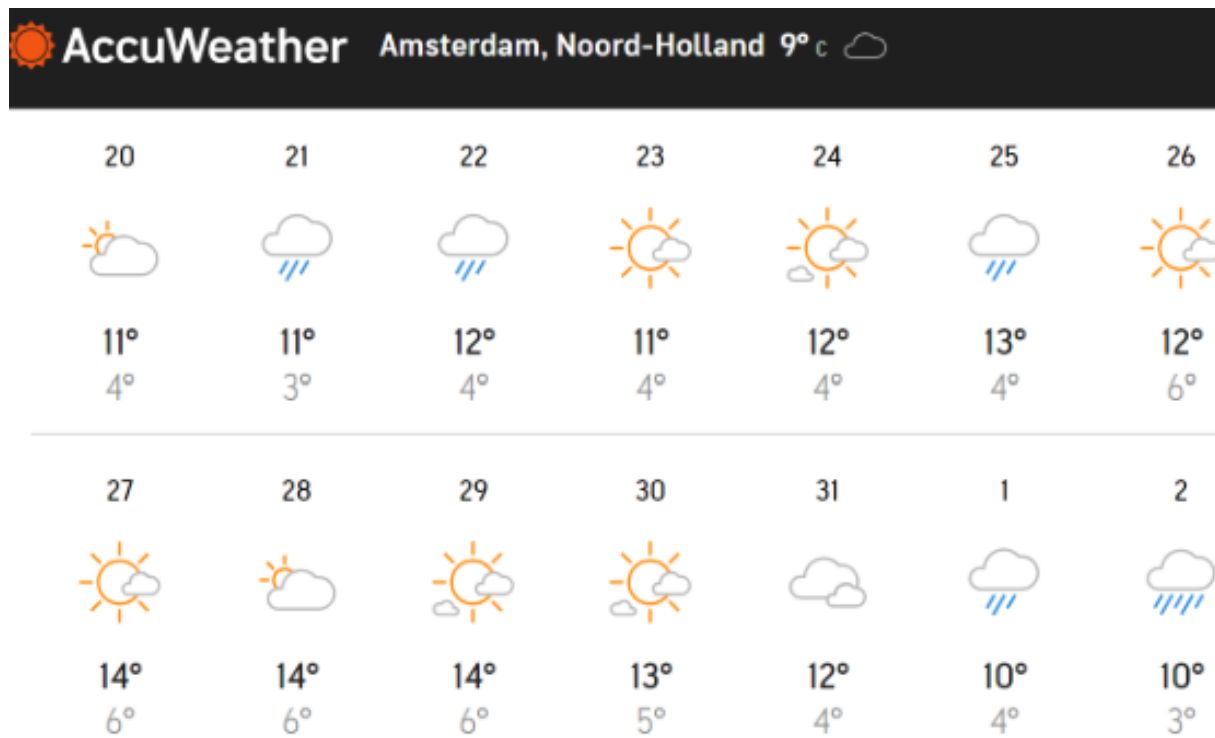 AccuWeather Amsterdam, Noord-Holland 9° c
20 21 22 23 24 25 26
11° 11° 12° 11° 12° 13° 12°
4° 3° 4° 4° 4° 4° 6°
27 28 29 30 31 1 2
14° 14° 14° 13° 12° 10° 10°
6° 6° 6° 5° 4° 4° 3°